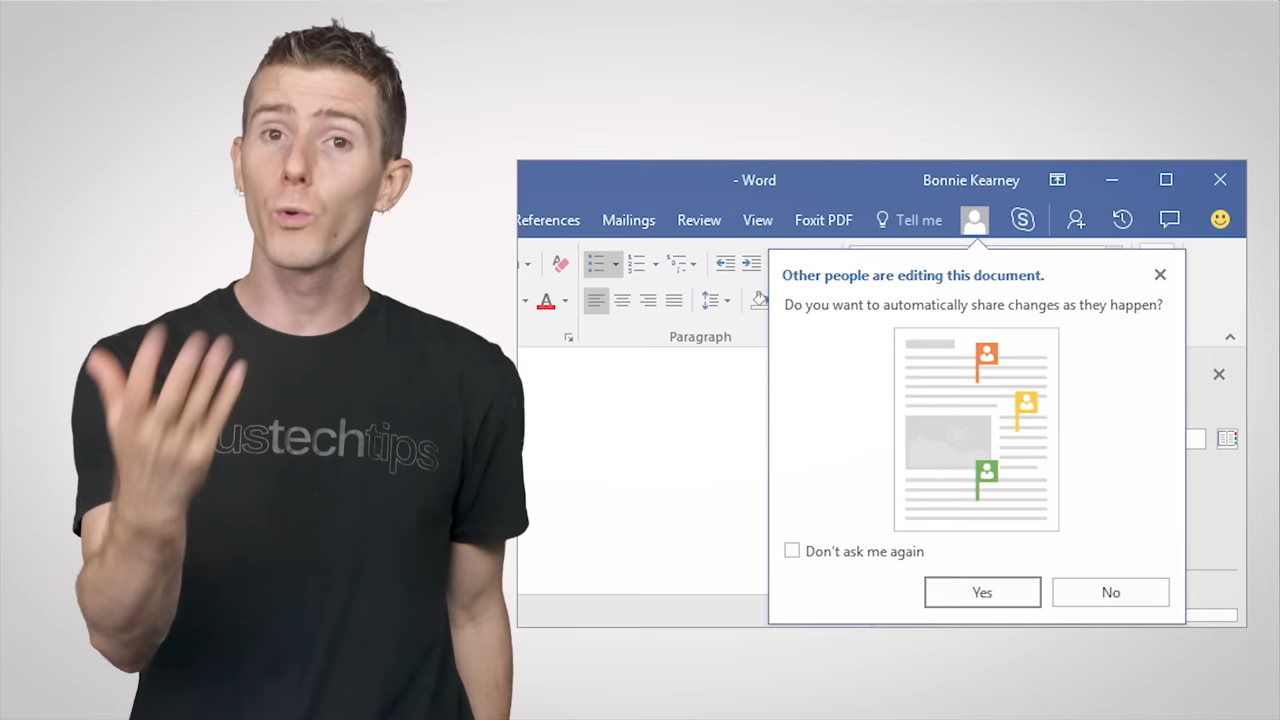 ustechtips
- Word
Bonnie Kearney
References Mailings Review View Foxit PDF Tell me
Other people are editing this document.
Do you want to automatically share changes as they happen?
Paragraph
Don't ask me again
Yes No